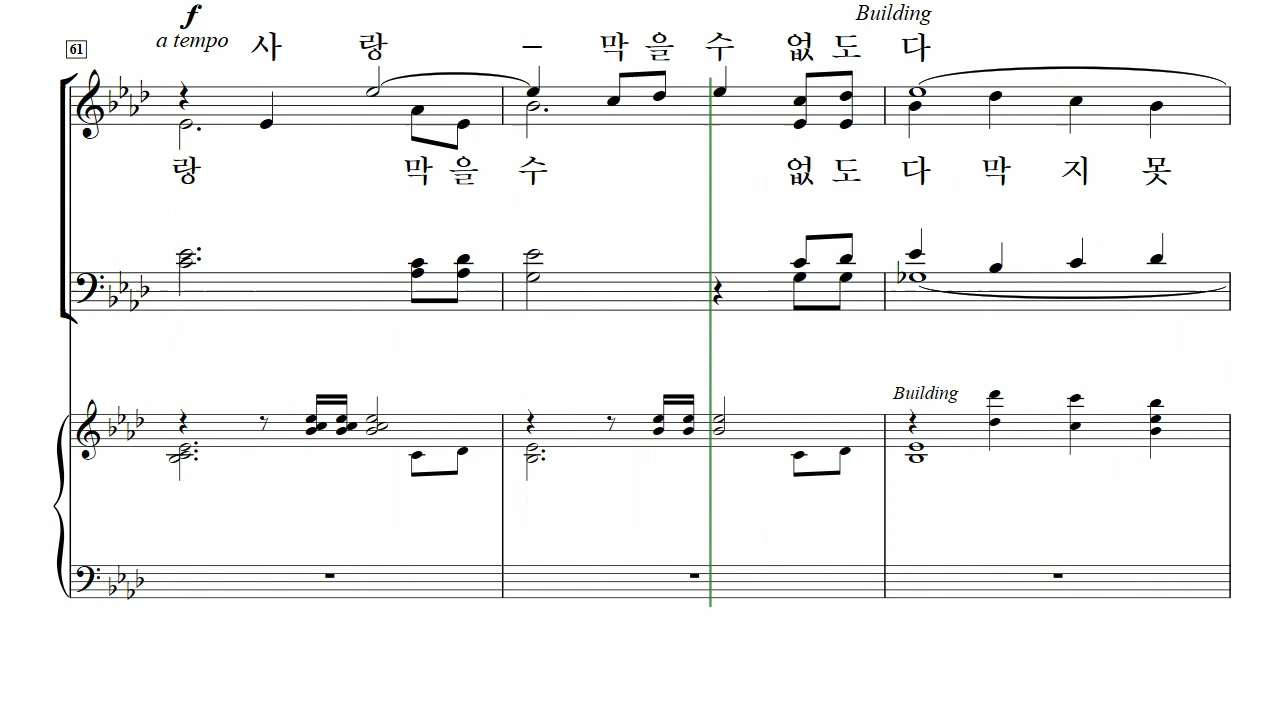 f
Building
a tempo 사 랑 – 막 을 수 없 도 다
61
랑 막 을 수 없 도 다 막 지 못
Building